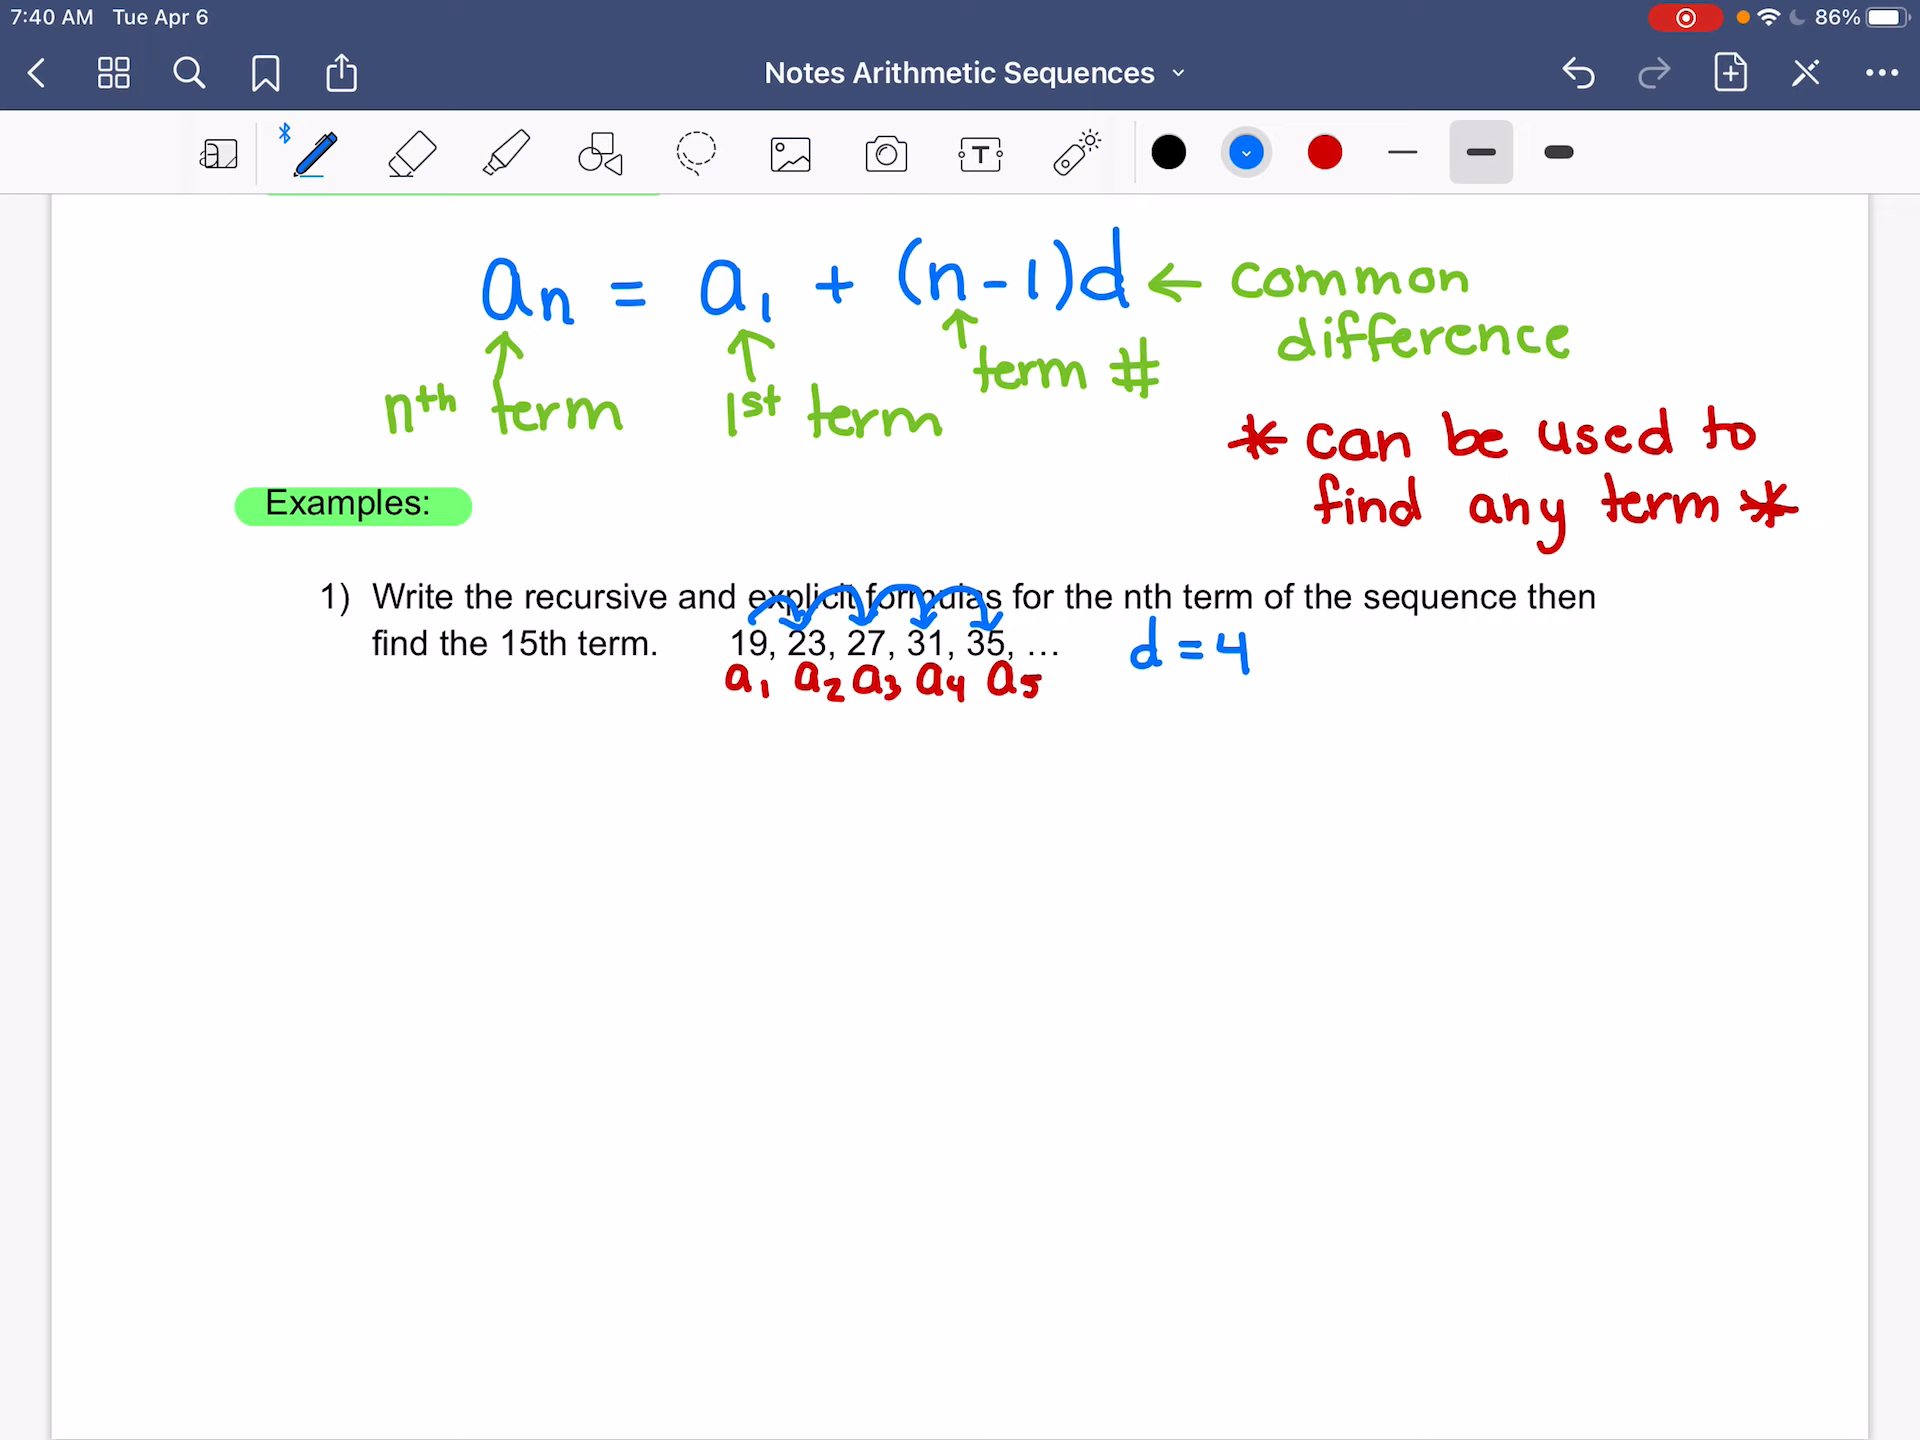 7:40 AM Tue Apr 6
86%
Notes Arithmetic Sequences
an = a1 + (n-1)d ← common
difference
nth term
1st term
term #
* can be used to
find any term *
Examples:
1) Write the recursive and explicit formulas for the nth term of the sequence then
find the 15th term. 19, 23, 27, 31, 35, … d = 4
a1 a2 a3 a4 a5